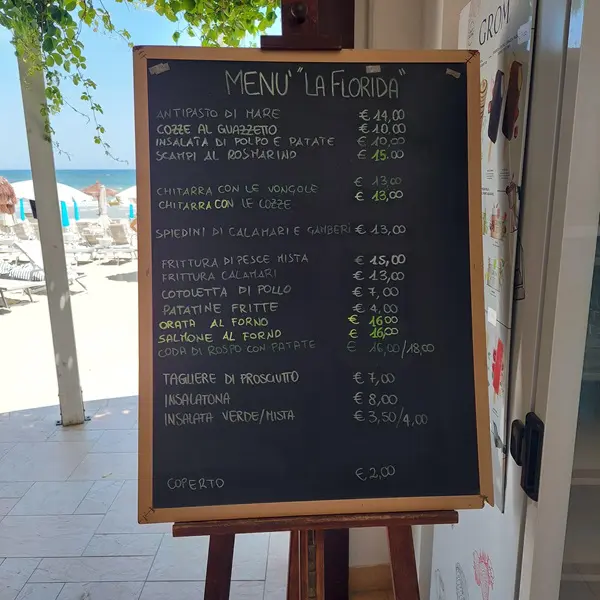 GROM
MENU' "LA FLORIDA"
ANTIPASTO DI MARE € 14,00
COZZE AL GUAZZETTO € 10.00
INSALATA DI POLPO E PATATE € 10,00
SCAMPI AL ROSMARINO € 15.00
CHITARRA CON LE VONGOLE € 13,00
CHITARRA CON LE COZZE € 13,00
SPIEDINI DI CALAMARI E GAMBERI € 13,00
FRITTURA DI PESCE MISTA € 15,00
FRITTURA CALAMARI € 13,00
COTOLETTA DI POLLO € 7,00
PATATINE FRITTE € 4,00
ORATA AL FORNO € 16,00
SALMONE AL FORNO € 16,00
CODA DI ROSPO CON PATATE € 16,00/18,00
TAGLIERE DI PROSCIUTTO € 7,00
INSALATONA € 8,00
INSALATA VERDE/MISTA € 3,50/4,00
COPERTO € 2,00